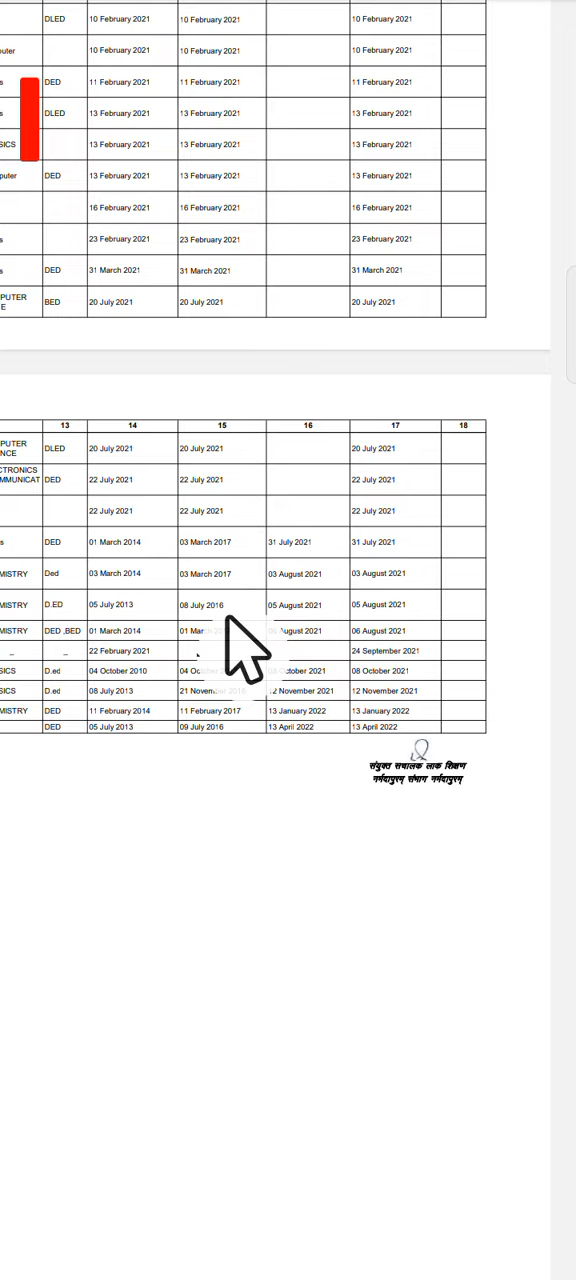 DLED 10 February 2021 10 February 2021 10 February 2021
10 February 2021 10 February 2021 10 February 2021
s DED 11 February 2021 11 February 2021 11 February 2021
s DLED 13 February 2021 13 February 2021 13 February 2021
SICS 13 February 2021 13 February 2021 13 February 2021
puter DED 13 February 2021 13 February 2021 13 February 2021
16 February 2021 16 February 2021 16 February 2021
s 23 February 2021 23 February 2021 23 February 2021
s DED 31 March 2021 31 March 2021 31 March 2021
PUTER
E BED 20 July 2021 20 July 2021 20 July 2021
13 14 15 16 17 18
PUTER
NCE DLED 20 July 2021 20 July 2021 20 July 2021
CTRONICS
MMUNICAT DED 22 July 2021 22 July 2021 22 July 2021
22 July 2021 22 July 2021 22 July 2021
s DED 01 March 2014 03 March 2017 31 July 2021 31 July 2021
MISTRY Ded 03 March 2014 03 March 2017 03 August 2021 03 August 2021
MISTRY D.ED 05 July 2013 08 July 2016 05 August 2021 05 August 2021
MISTRY DED ,BED 01 March 2014 01 August 2021 06 August 2021
_ _ 22 February 2021 24 September 2021
SICS D.ed 04 October 2010 04 2021 08 October 2021
SICS D.ed 08 July 2013 21 November 2016 12 November 2021 12 November 2021
MISTRY DED 11 February 2014 11 February 2017 13 January 2022 13 January 2022
DED 05 July 2013 09 July 2016 13 April 2022 13 April 2022
संयुक्त सचालक लाक शिक्षण
नर्मदापुरम् संभाग नर्मदापुरम्